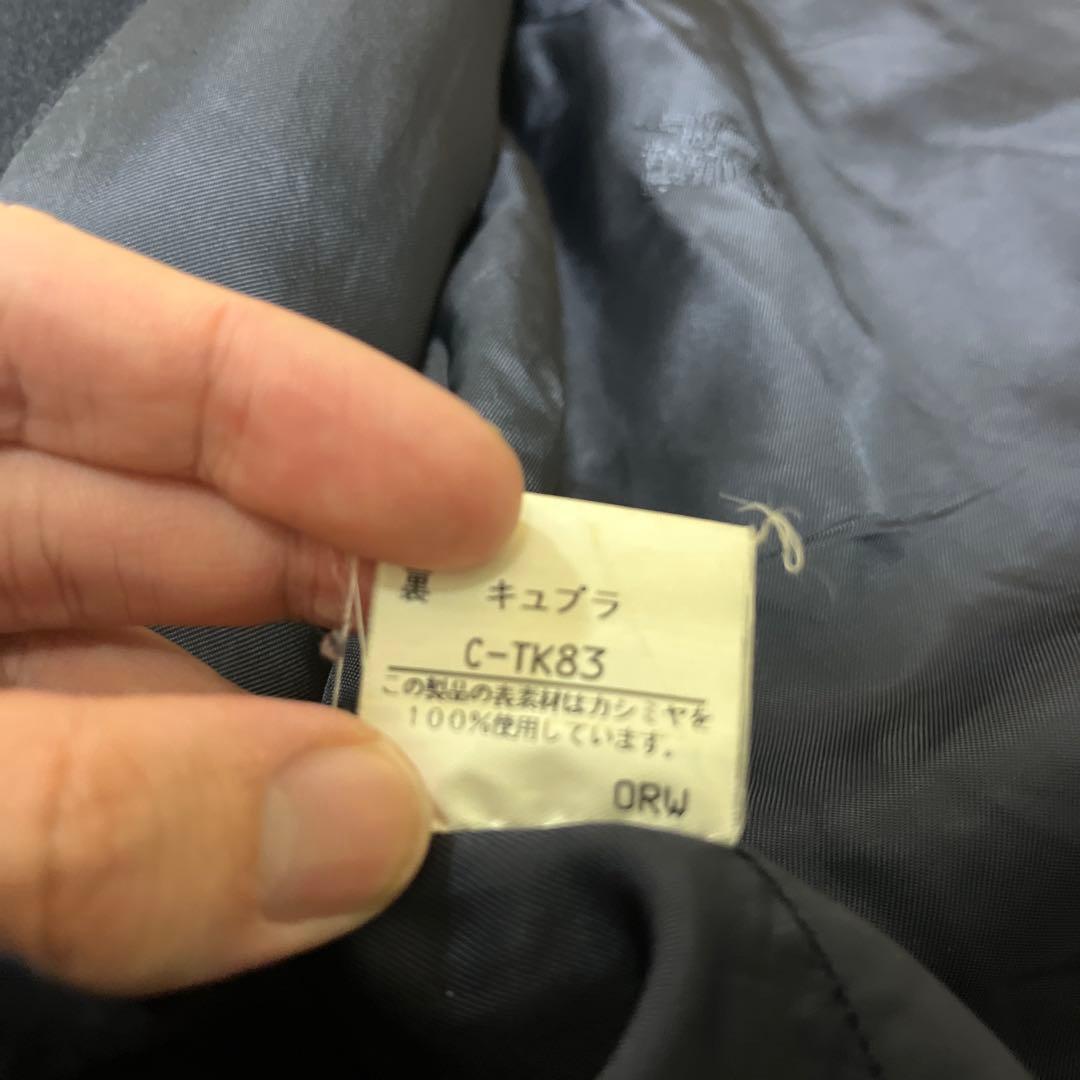 裏 キュプラ
C-TK83
この製品の表素材はカシミヤを
100%使用しています。
ORW